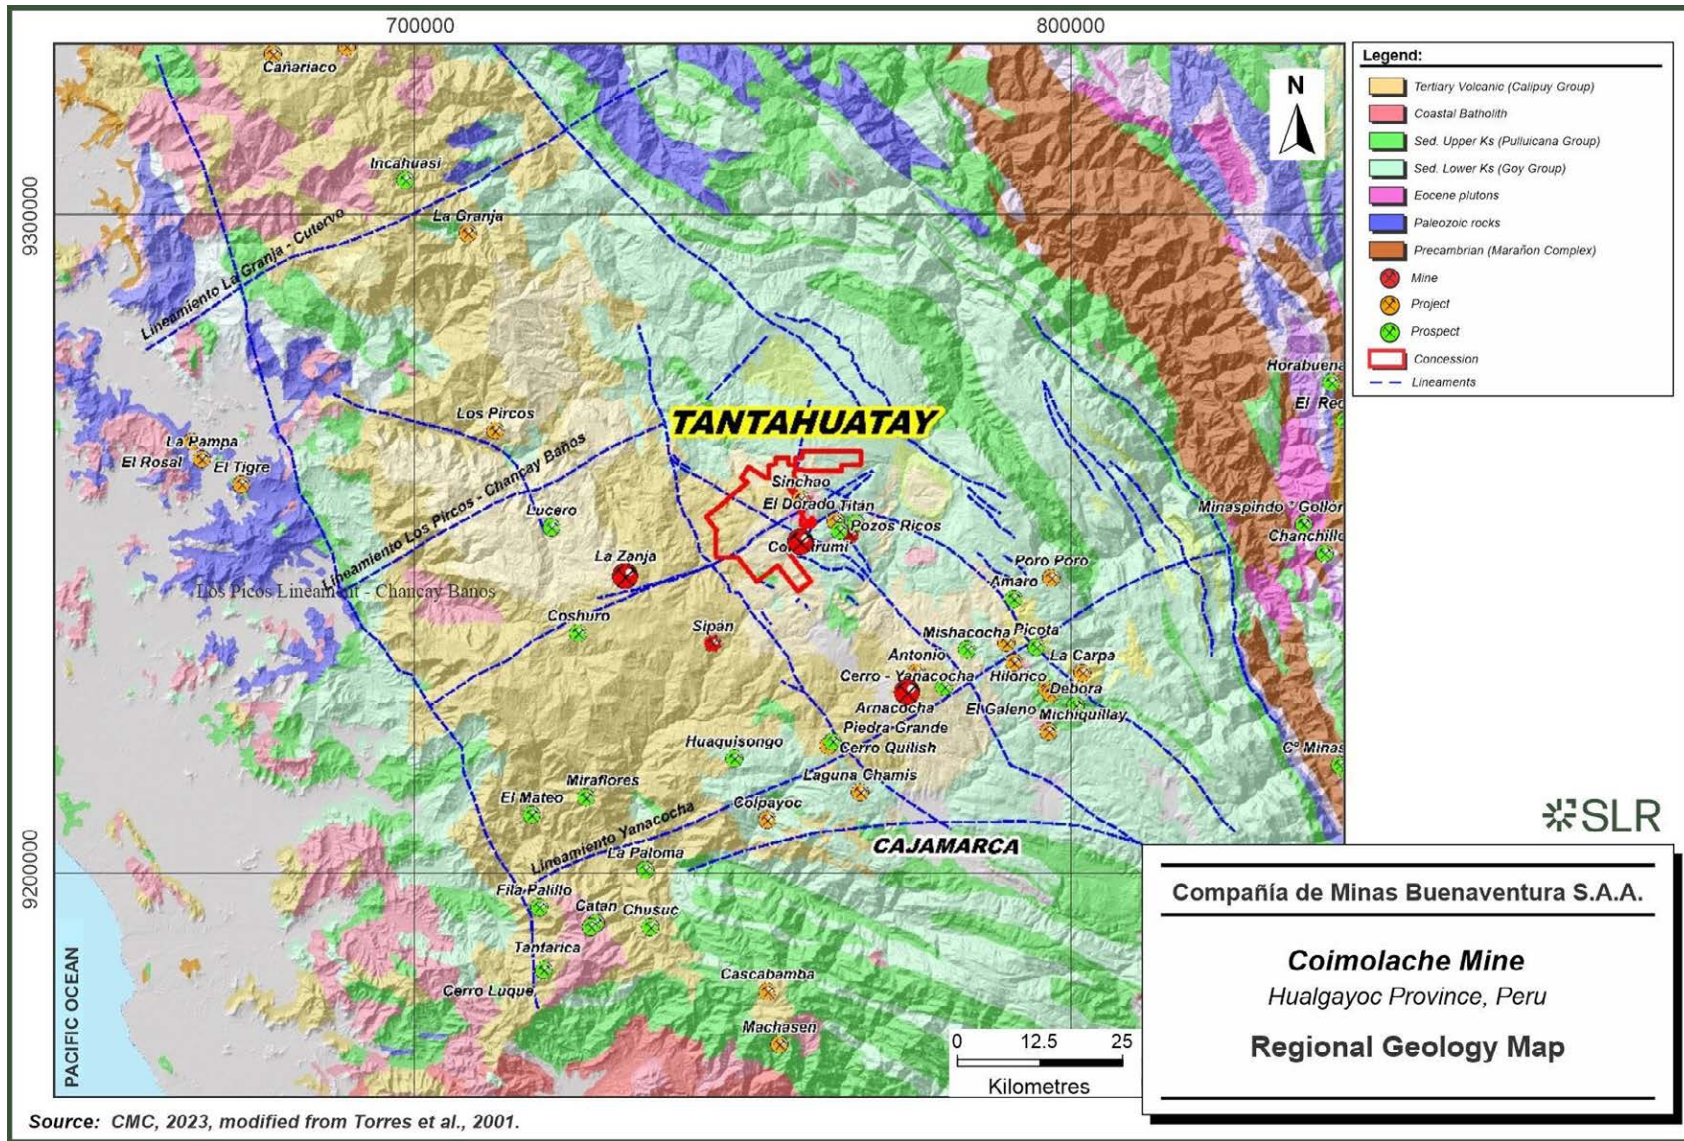 700000
800000
9300000
9200000
Cañariaco
Incahuasi
La Granja
Lineamiento La Granja - Cutervo
Los Pircos
La Pampa
El Rosal
El Tigre
Lineamiento Los Pircos - Chancay Baños
Lucero
La Zanja
Los Picos Lineament - Chancay Banos
Coshuro
Sipán
TANTAHUATAY
Sinchao
El Dorado
Titán
Pozos Ricos
Horabuena
Minaspindo
Chanchillo
Poro Poro
Amaro
Mishacocha
Picota
Antonio
La Carpa
Cerro - Yanacocha
Hilorico
Debora
Arnacocha
El Galeno
Michiquillay
Piedra Grande
Cerro Quilish
Huaquisongo
Laguna Chamis
Miraflores
El Mateo
Colpayoc
Lineamiento Yanacocha
CAJAMARCA
La Paloma
Fila Palillo
Catan
Chusuc
Tantarica
Cerro Luque
Cascabamba
Machasen
PACIFIC OCEAN
N
Legend:
Tertiary Volcanic (Calipuy Group)
Coastal Batholith
Sed. Upper Ks (Pulluicana Group)
Sed. Lower Ks (Goy Group)
Eocene plutons
Paleozoic rocks
Precambrian (Marañon Complex)
Mine
Project
Prospect
Concession
Lineaments
0 12.5 25
Kilometres
SLR
Compañía de Minas Buenaventura S.A.A.
Coimolache Mine
Hualgayoc Province, Peru
Regional Geology Map
Source: CMC, 2023, modified from Torres et al., 2001.